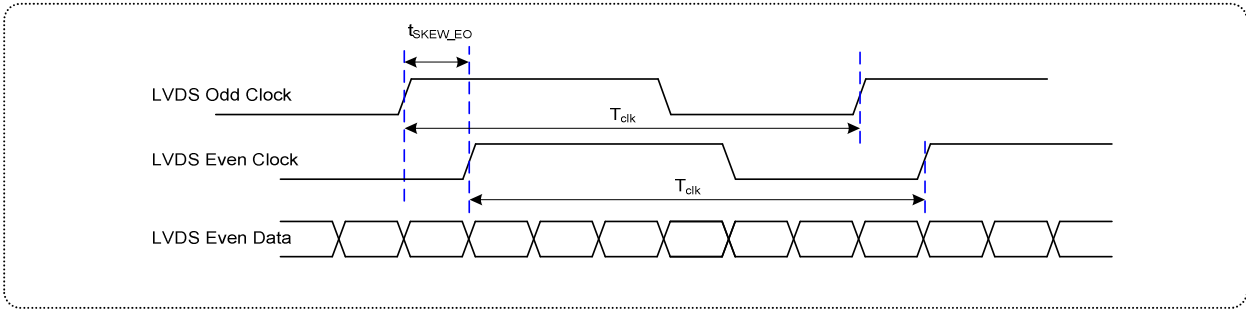 tSKEW_EO
LVDS Odd Clock
Tclk
LVDS Even Clock
Tclk
LVDS Even Data